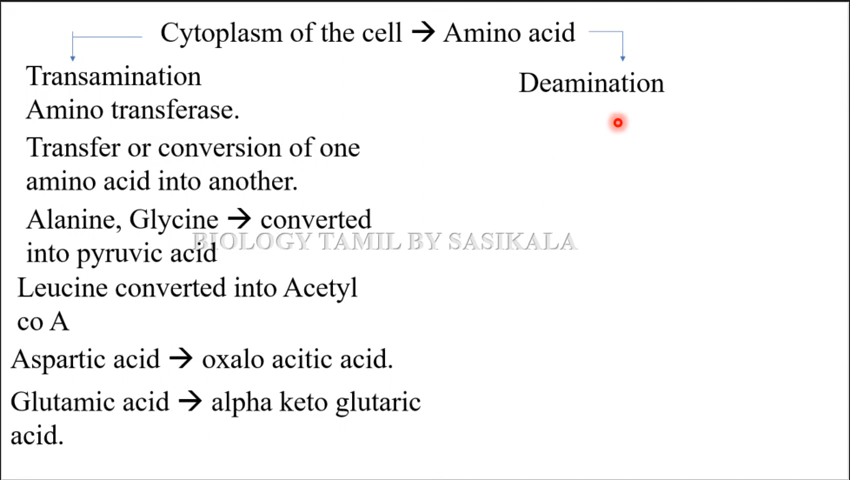 Cytoplasm of the cell → Amino acid
Transamination
Amino transferase.
Transfer or conversion of one
amino acid into another.
Alanine, Glycine → converted
into pyruvic acid
Leucine converted into Acetyl
co A
Aspartic acid → oxalo acitic acid.
Glutamic acid → alpha keto glutaric
acid.
Deamination
BIOLOGY TAMIL BY SASIKALA